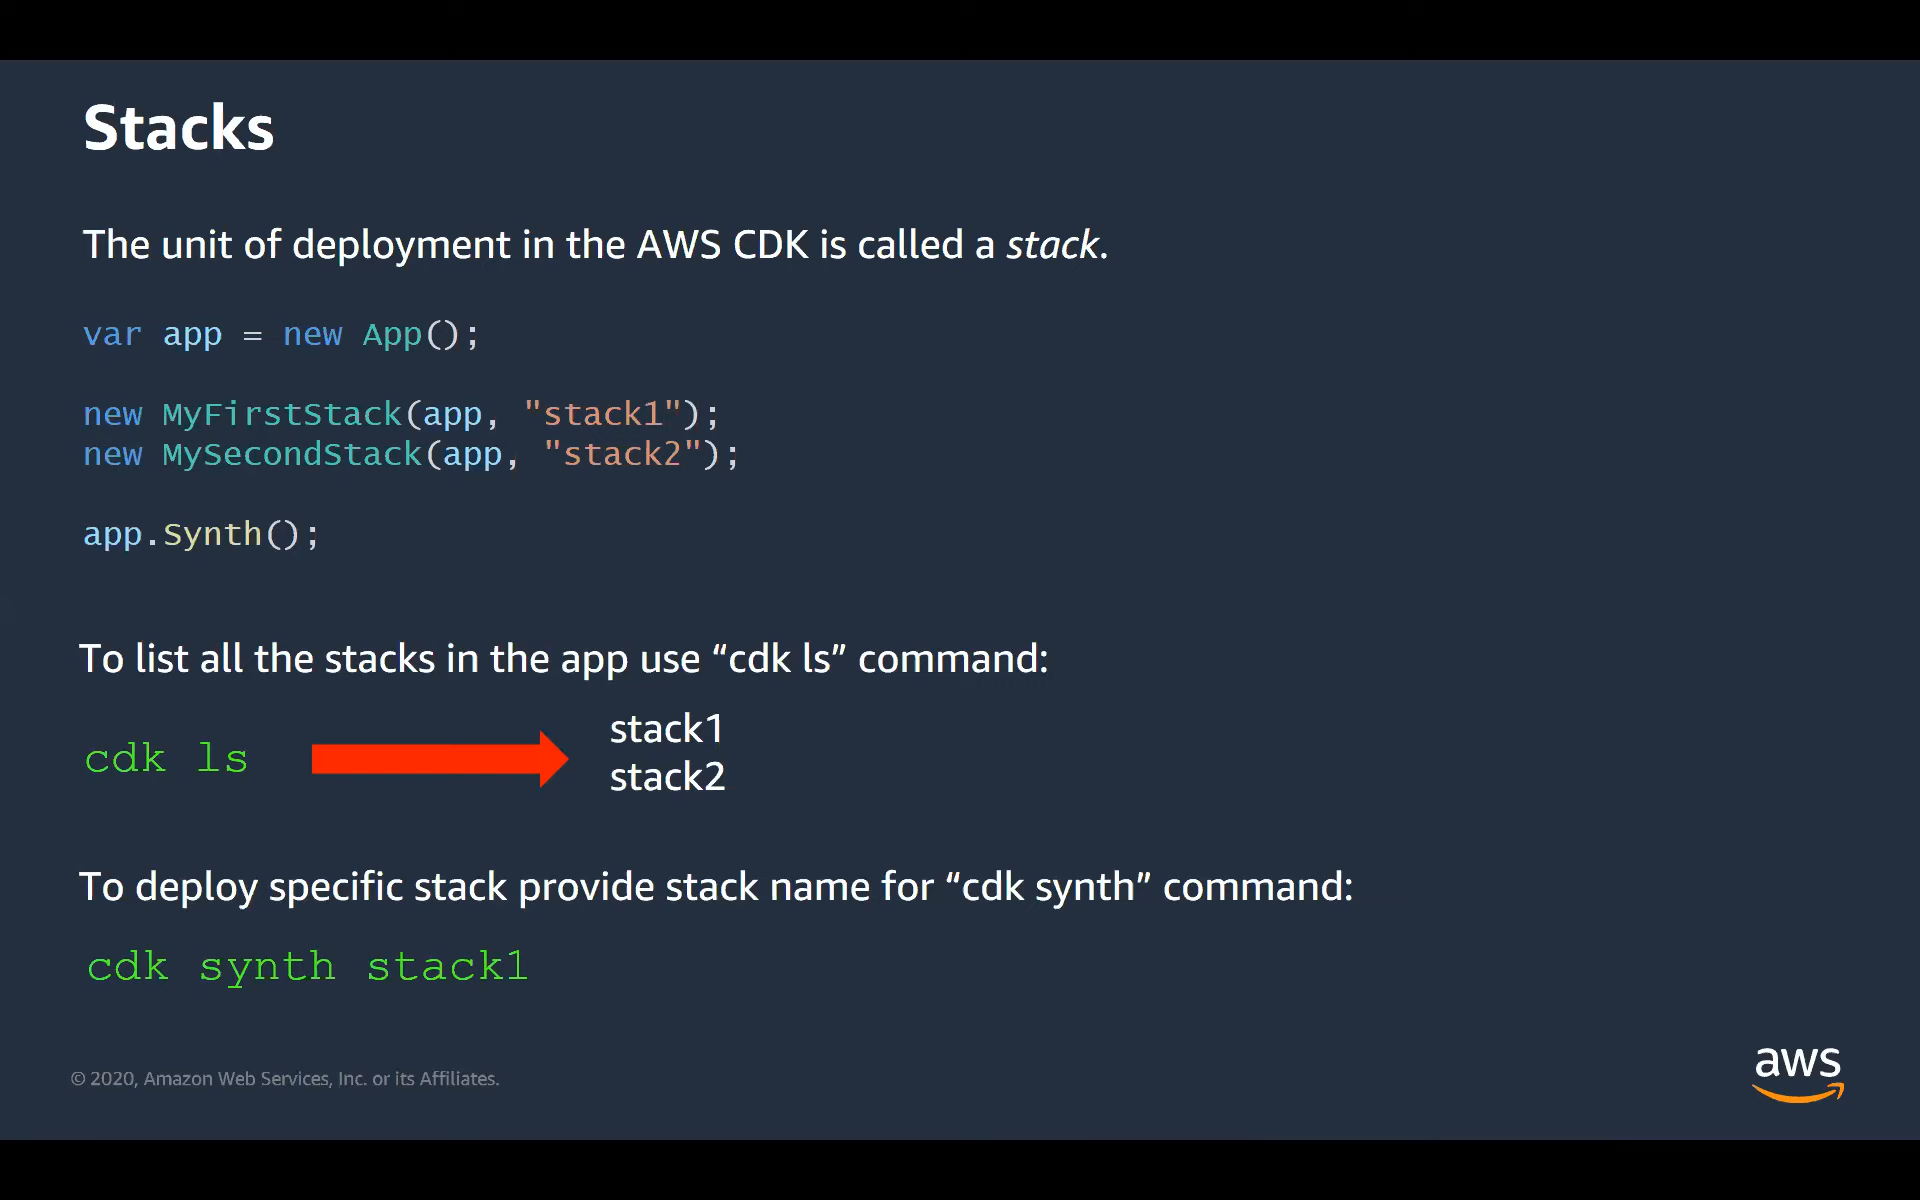 Stacks
The unit of deployment in the AWS CDK is called a stack.
var app = new App();
new MyFirstStack(app, "stack1");
new MySecondStack(app, "stack2");
app.Synth();
To list all the stacks in the app use “cdk ls” command:
cdk ls
stack1
stack2
To deploy specific stack provide stack name for “cdk synth” command:
cdk synth stack1
© 2020, Amazon Web Services, Inc. or its Affiliates.
aws